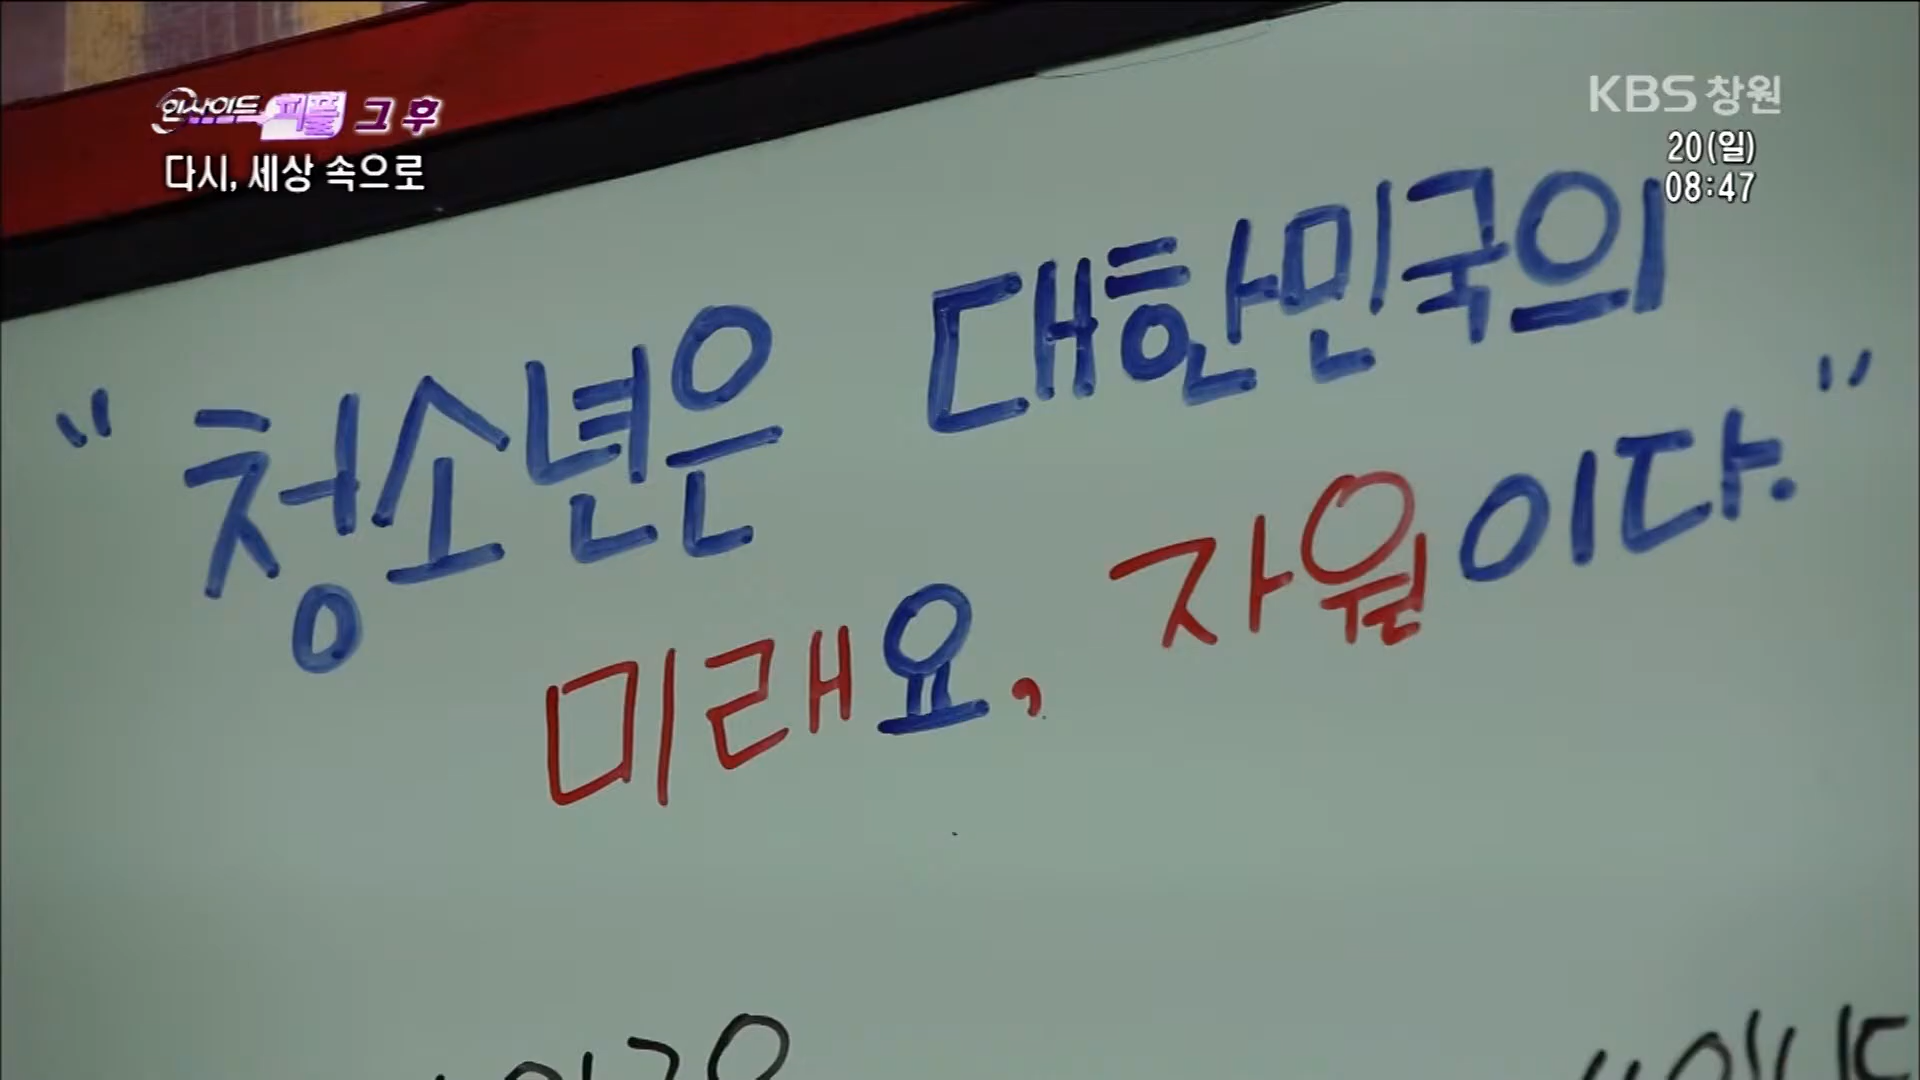 인사이드 피플 그 후
다시, 세상 속으로
KBS 창원
20(일)
08:47
"청소년은 대한민국의
미래요, 자원이다."